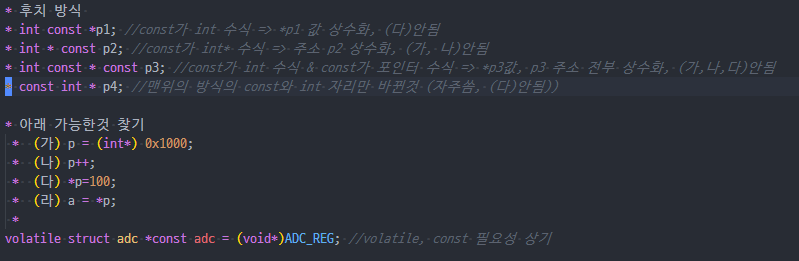 * 후치 방식
* int const *p1; //const가 int 수식 => *p1 값 상수화, (다)안됨
* int * const p2; //const가 int* 수식 => 주소 p2 상수화, (가, 나)안됨
* int const * const p3; //const가 int 수식 & const가 포인터 수식 => *p3값, p3 주소 전부 상수화, (가,나,다)안됨
* const int * p4; //맨위의 방식의 const와 int 자리만 바뀐것 (자주씀, (다)안됨))
* 아래 가능한것 찾기
* (가) p = (int*) 0x1000;
* (나) p++;
* (다) *p=100;
* (라) a = *p;
*
volatile struct adc *const adc = (void*)ADC_REG; //volatile, const 필요성 상기